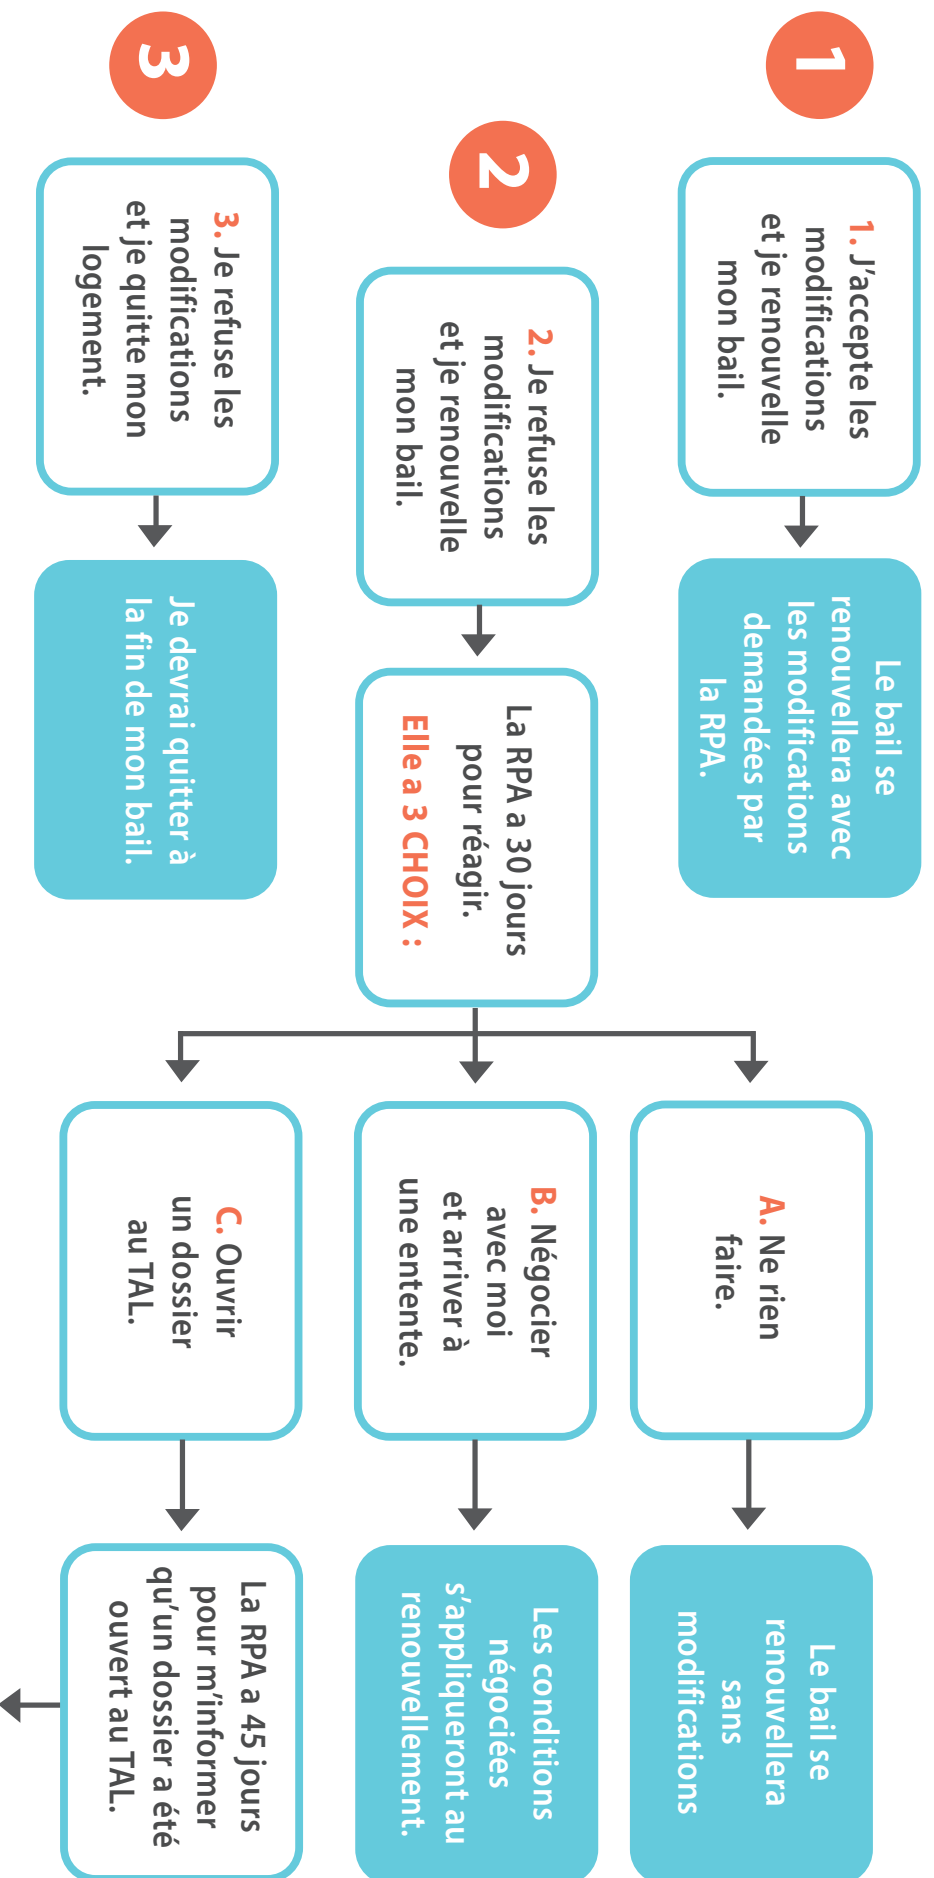 1
1. J’accepte les
modifications
et je renouvelle
mon bail.
Le bail se
renouvellera avec
les modifications
demandées par
la RPA.
2
2. Je refuse les
modifications
et je renouvelle
mon bail.
La RPA a 30 jours
pour réagir.
Elle a 3 CHOIX :
A. Ne rien
faire.
Le bail se
renouvellera
sans
modifications
B. Négocier
avec moi
et arriver à
une entente.
Les conditions
négociées
s’appliqueront au
renouvellement.
C. Ouvrir
un dossier
au TAL.
La RPA a 45 jours
pour m’informer
qu’un dossier a été
ouvert au TAL.
3
3. Je refuse les
modifications
et je quitte mon
logement.
Je devrai quitter à
la fin de mon bail.